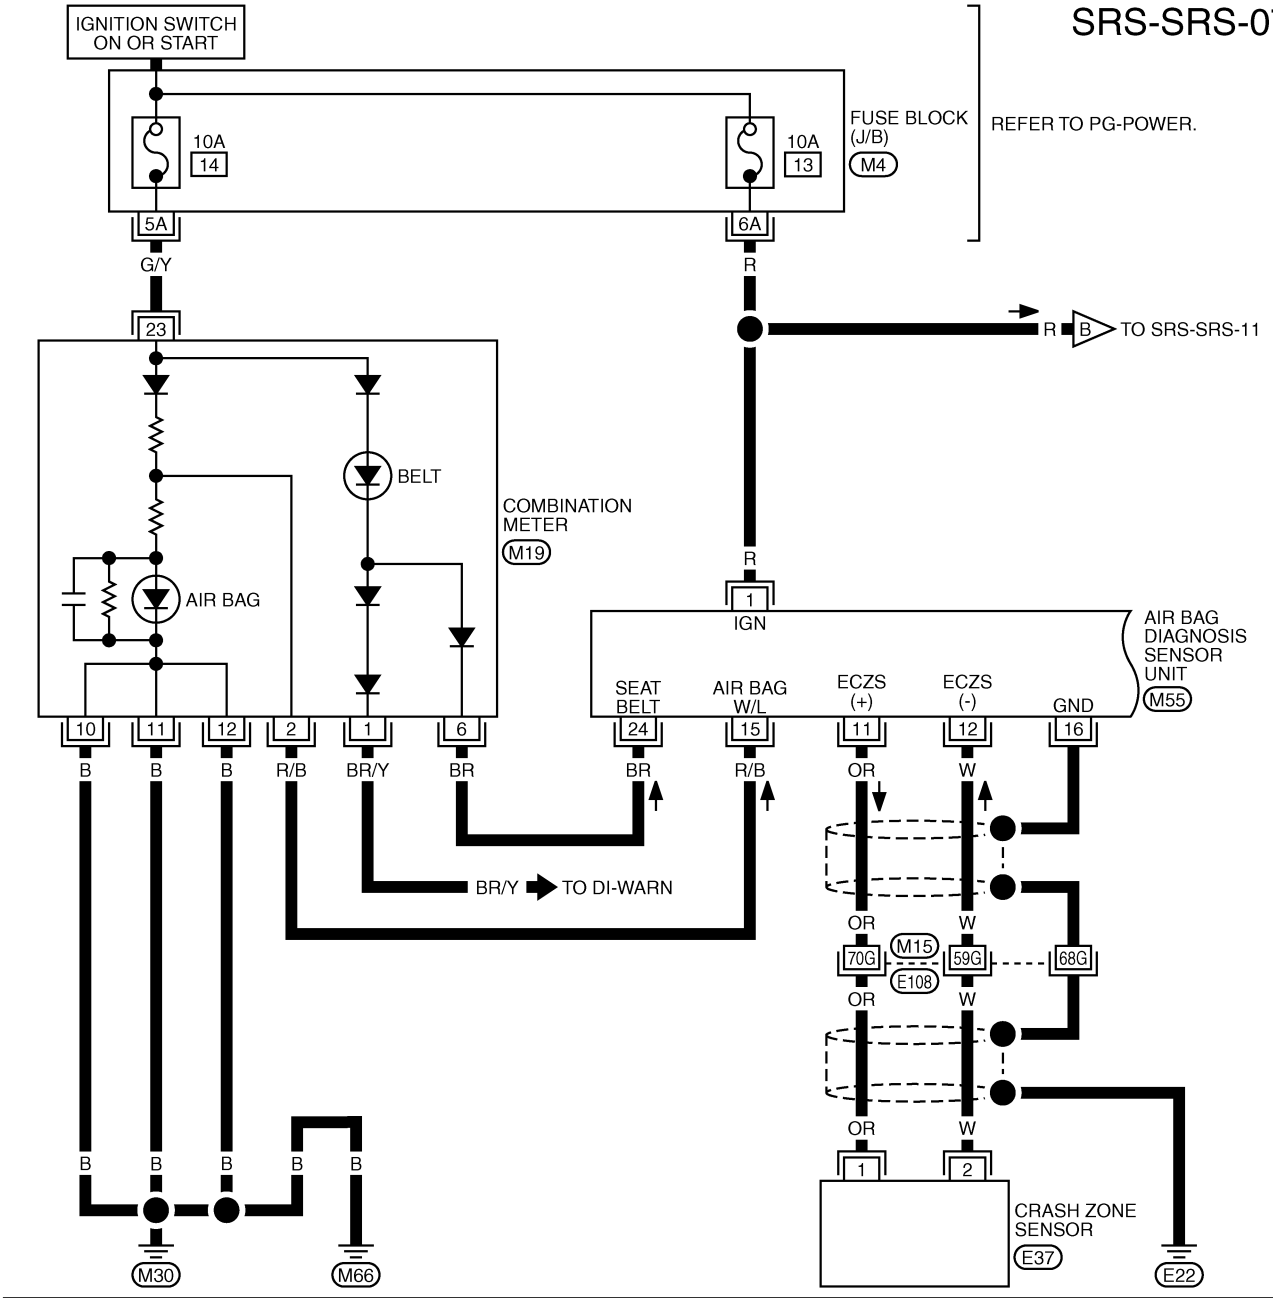 SRS-SRS-0
IGNITION SWITCH
ON OR START
10A
14
10A
13
FUSE BLOCK
(J/B)
M4
REFER TO PG-POWER.
5A
6A
G/Y
R
23
R
B
TO SRS-SRS-11
BELT
COMBINATION
METER
M19
AIR BAG
R
1
IGN
AIR BAG
DIAGNOSIS
SENSOR
UNIT
M55
SEAT
BELT
AIR BAG
W/L
ECZS
(+)
ECZS
(-)
GND
10
11
12
2
1
6
24
15
11
12
16
B
B
B
R/B
BR/Y
BR
BR
R/B
OR
W
BR/Y
TO DI-WARN
OR
W
70G
M15
E108
59G
68G
OR
W
OR
W
B
B
B
B
B
1
2
CRASH ZONE
SENSOR
E37
M30
M66
E22